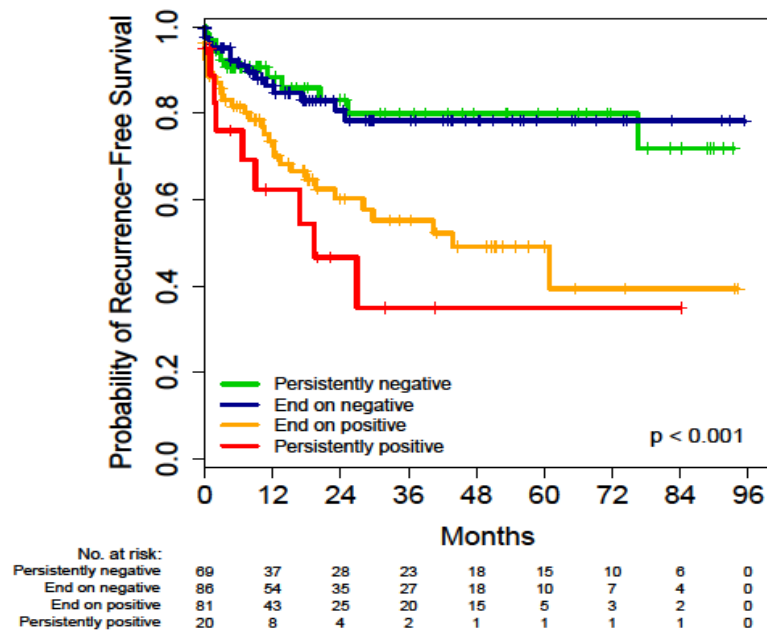 Probability of Recurrence-Free Survival
1.0
0.8
0.6
0.4
0.2
0.0
Persistently negative
End on negative
End on positive
Persistently positive
p < 0.001
0 12 24 36 48 60 72 84 96
Months
No. at risk:
Persistently negative 69 37 28 23 18 15 10 6 0
End on negative 86 54 35 27 18 10 7 4 0
End on positive 81 43 25 20 15 5 3 2 0
Persistently positive 20 8 4 2 1 1 1 1 0